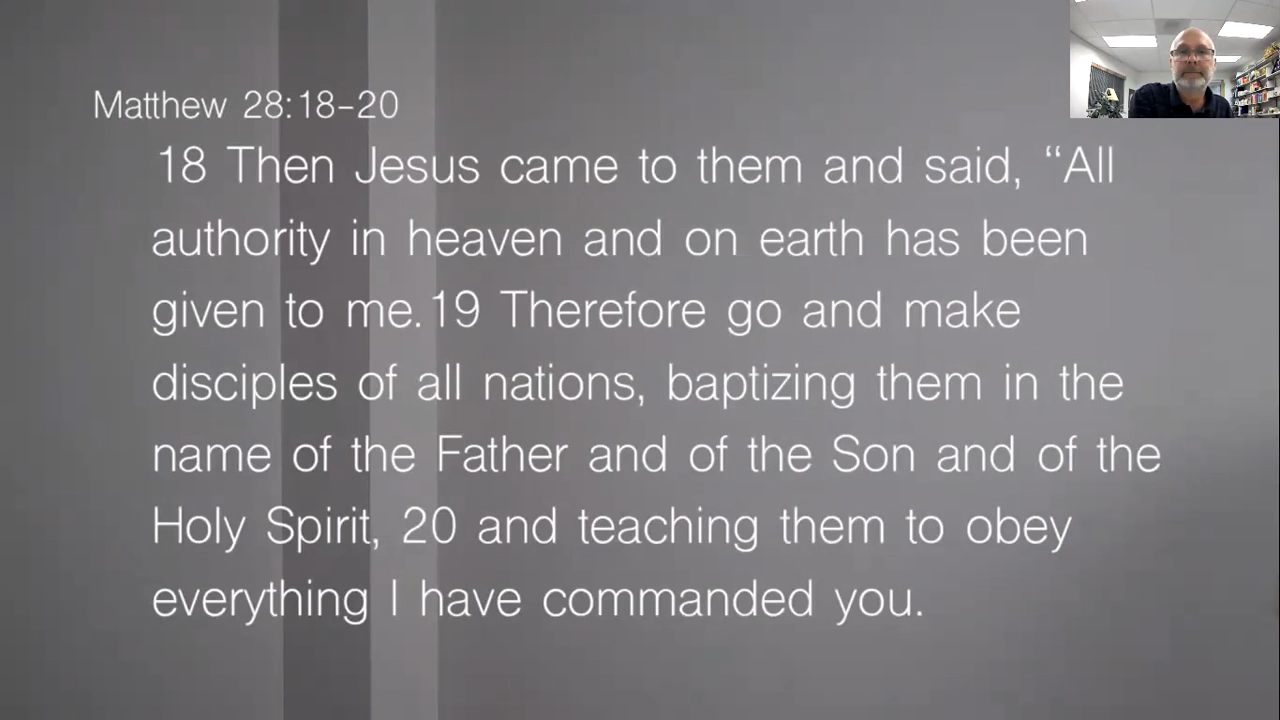 Matthew 28:18-20
18 Then Jesus came to them and said, “All
authority in heaven and on earth has been
given to me.19 Therefore go and make
disciples of all nations, baptizing them in the
name of the Father and of the Son and of the
Holy Spirit, 20 and teaching them to obey
everything I have commanded you.